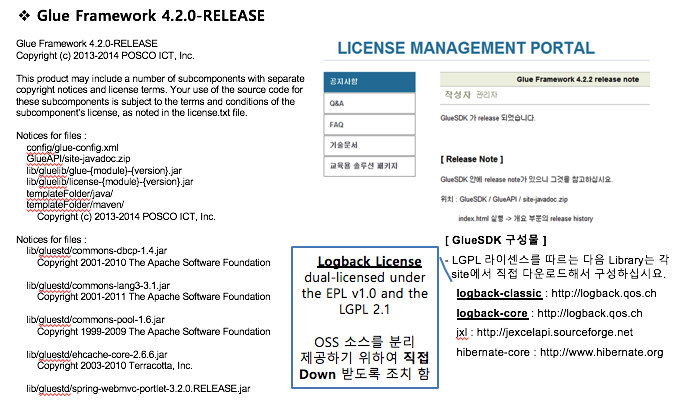 ❖ Glue Framework 4.2.0-RELEASE
Glue Framework 4.2.0-RELEASE
Copyright (c) 2013-2014 POSCO ICT, Inc.
This product may include a number of subcomponents with separate
copyright notices and license terms. Your use of the source code for
these subcomponents is subject to the terms and conditions of the
subcomponent's license, as noted in the license.txt file.
Notices for files :
config/glue-config.xml
GlueAPI/site-javadoc.zip
lib/gluelib/glue-{module}-{version}.jar
lib/gluelib/license-{module}-{version}.jar
templateFolder/java/
templateFolder/maven/
Copyright (c) 2013-2014 POSCO ICT, Inc.
Notices for files :
lib/gluestd/commons-dbcp-1.4.jar
Copyright 2001-2010 The Apache Software Foundation
lib/gluestd/commons-lang3-3.1.jar
Copyright 2001-2011 The Apache Software Foundation
lib/gluestd/commons-pool-1.6.jar
Copyright 1999-2009 The Apache Software Foundation
lib/gluestd/ehcache-core-2.6.6.jar
Copyright 2003-2010 Terracotta, Inc.
lib/gluestd/spring-webmvc-portlet-3.2.0.RELEASE.jar
LICENSE MANAGEMENT PORTAL
공지사항
Q&A
FAQ
기술문서
교육용 솔루션 패키지
Glue Framework 4.2.2 release note
작성자 관리자
GlueSDK 가 release 되었습니다.
[ Release Note ]
GlueSDK 안에 release note가 있으니 그것을 참고하십시요.
위치 : GlueSDK / GlueAPI / site-javadoc.zip
index.html 실행 -> 개요 부분의 release history
[ GlueSDK 구성물 ]
- LGPL 라이센스를 따르는 다음 Library는 각
site에서 직접 다운로드해서 구성하십시요.
logback-classic : http://logback.qos.ch
logback-core : http://logback.qos.ch
jxl : http://jexcelapi.sourceforge.net
hibernate-core : http://www.hibernate.org
Logback License
dual-licensed under
the EPL v1.0 and the
LGPL 2.1
OSS 소스를 분리
제공하기 위하여 직접
Down 받도록 조치 함